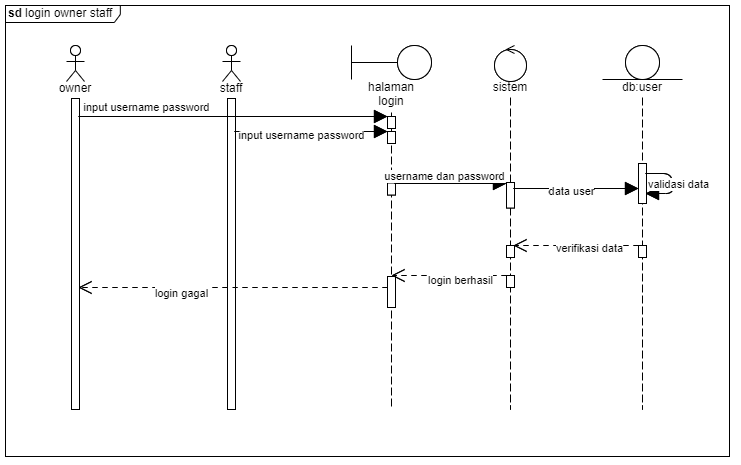 sd login owner staff
owner
staff
halaman
login
sistem
db:user
input username password
input username password
username dan password
data user
validasi data
verifikasi data
login berhasil
login gagal